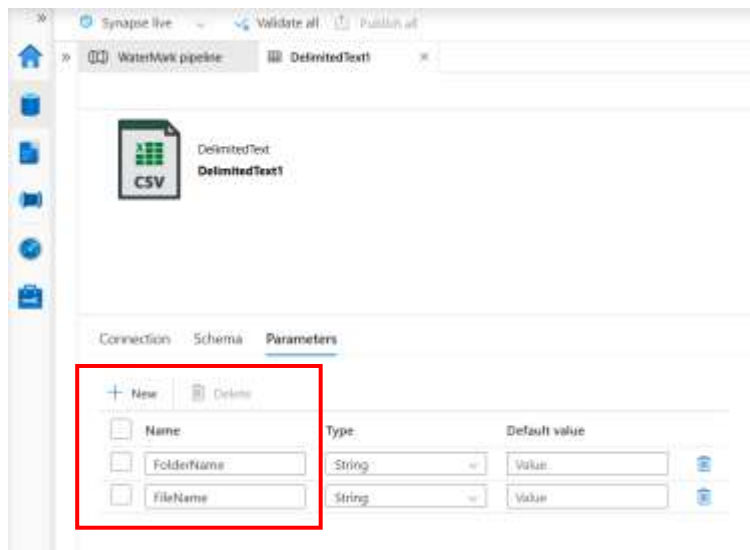 Synapse live Validate all Publish all
WaterMark pipeline DelimitedText1
CSV
DelimitedText
DelimitedText1
Connection Schema Parameters
New Delete
Name Type Default value
FolderName String Value
FileName String Value